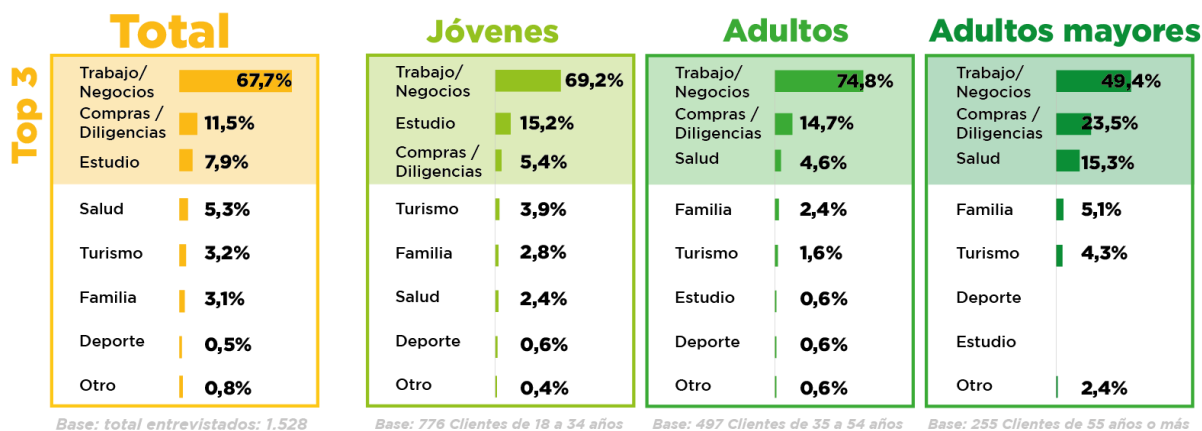 Total
Top 3
Trabajo/
Negocios
67,7%
Compras /
Diligencias
11,5%
Estudio
7,9%
Salud
5,3%
Turismo
3,2%
Familia
3,1%
Deporte
0,5%
Otro
0,8%
Base: total entrevistados: 1.528
Jóvenes
Trabajo/
Negocios
69,2%
Estudio
15,2%
Compras /
Diligencias
5,4%
Turismo
3,9%
Familia
2,8%
Salud
2,4%
Deporte
0,6%
Otro
0,4%
Base: 776 Clientes de 18 a 34 años
Adultos
Trabajo/
Negocios
74,8%
Compras /
Diligencias
14,7%
Salud
4,6%
Familia
2,4%
Turismo
1,6%
Estudio
0,6%
Deporte
0,6%
Otro
0,6%
Base: 497 Clientes de 35 a 54 años
Adultos mayores
Trabajo/
Negocios
49,4%
Compras /
Diligencias
23,5%
Salud
15,3%
Familia
5,1%
Turismo
4,3%
Deporte
Estudio
Otro
2,4%
Base: 255 Clientes de 55 años o más